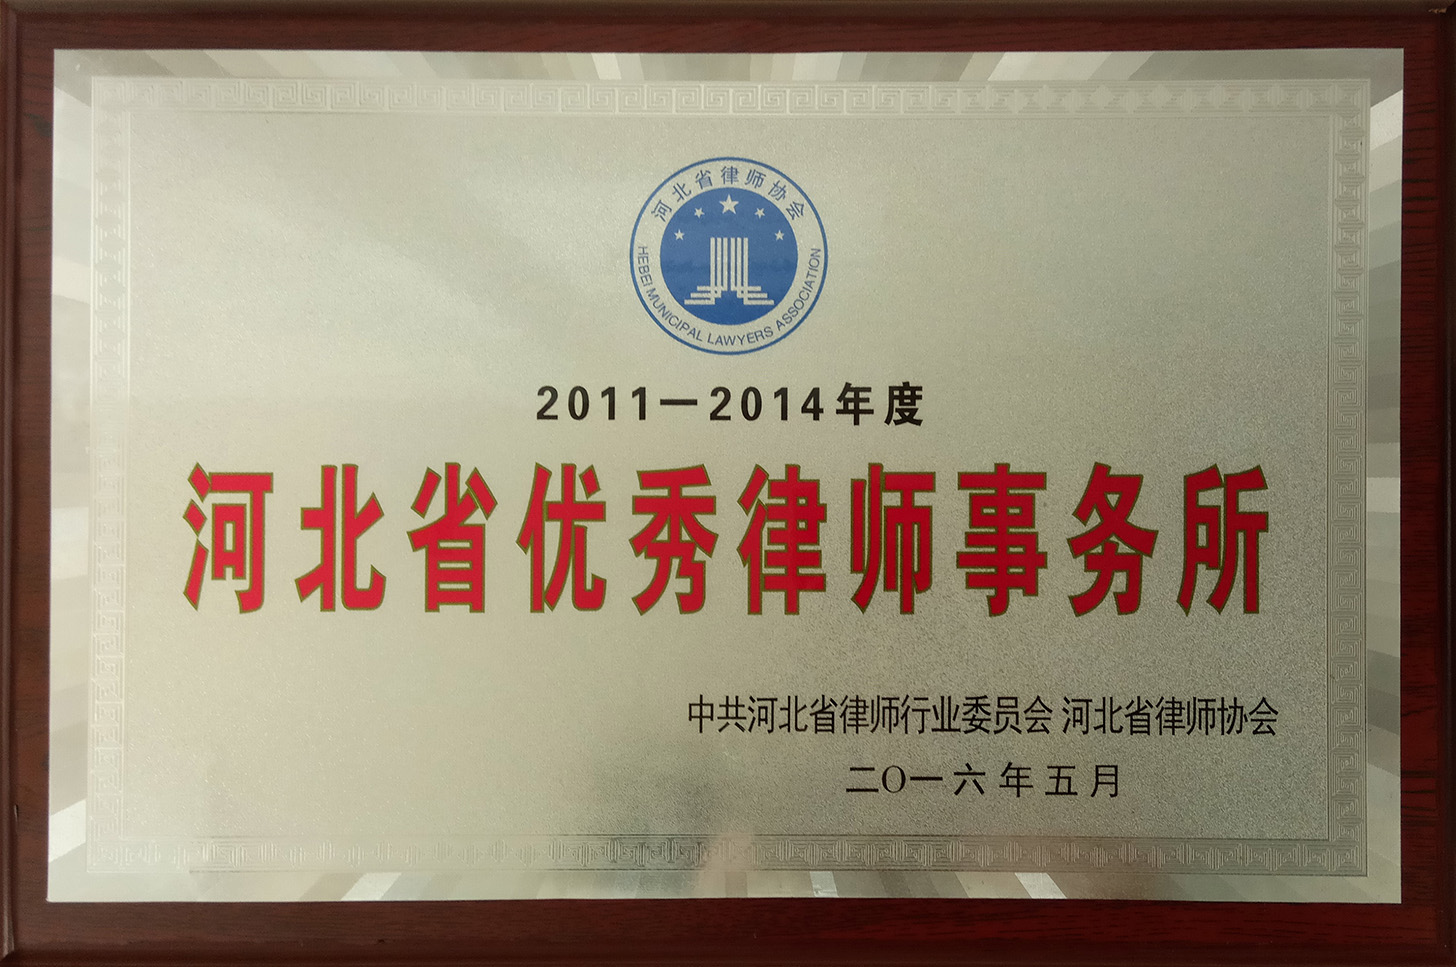 河北省律师协会
HEBEI MUNICIPAL LAWYERS ASSOCIATION
2011—2014年度
河北省优秀律师事务所
中共河北省律师行业委员会 河北省律师协会
二〇一六年五月